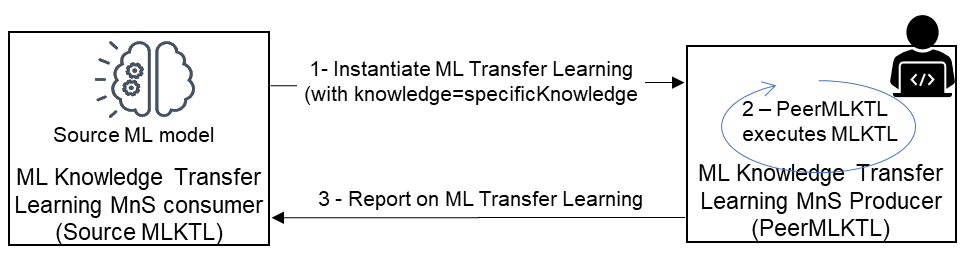 Source ML model
ML Knowledge Transfer
Learning MnS consumer
(Source MLKTL)
1- Instantiate ML Transfer Learning
(with knowledge=specificKnowledge
3 - Report on ML Transfer Learning
</>
2 – PeerMLKTL
executes MLKTL
ML Knowledge Transfer
Learning MnS Producer
(PeerMLKTL)